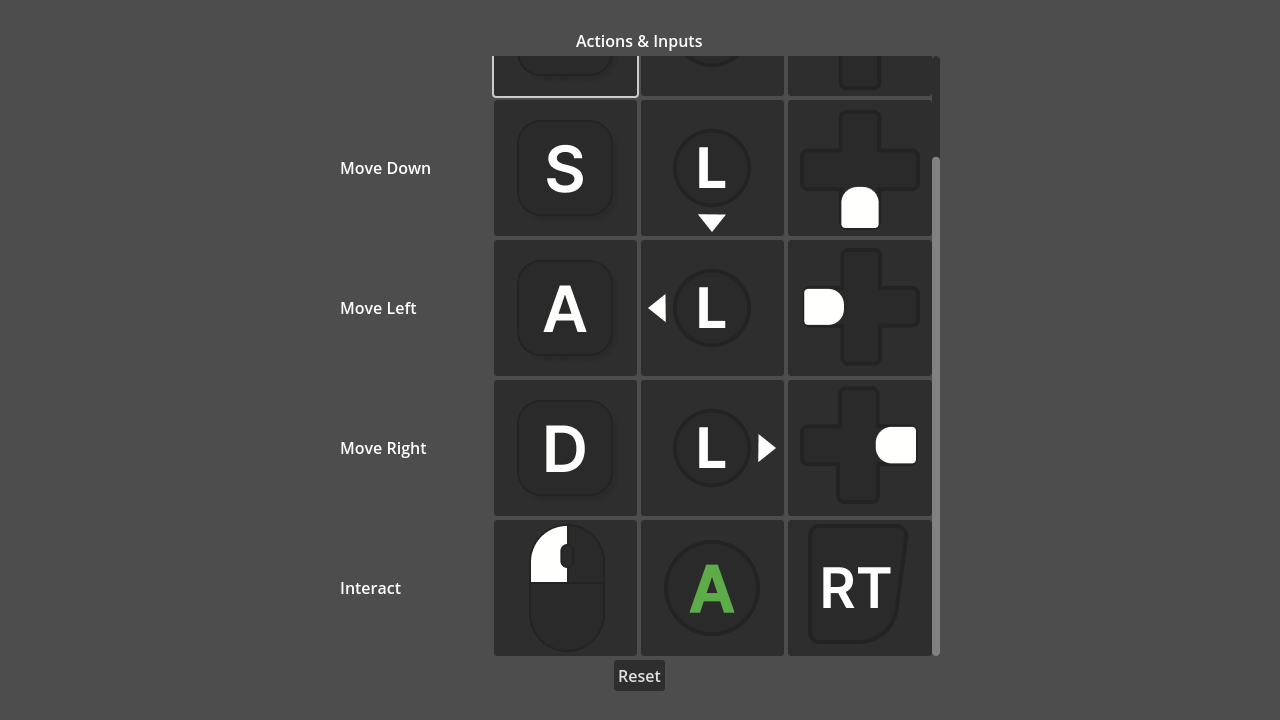 Actions & Inputs
Move Down S L
Move Left A L
Move Right D L
Interact A RT
Reset